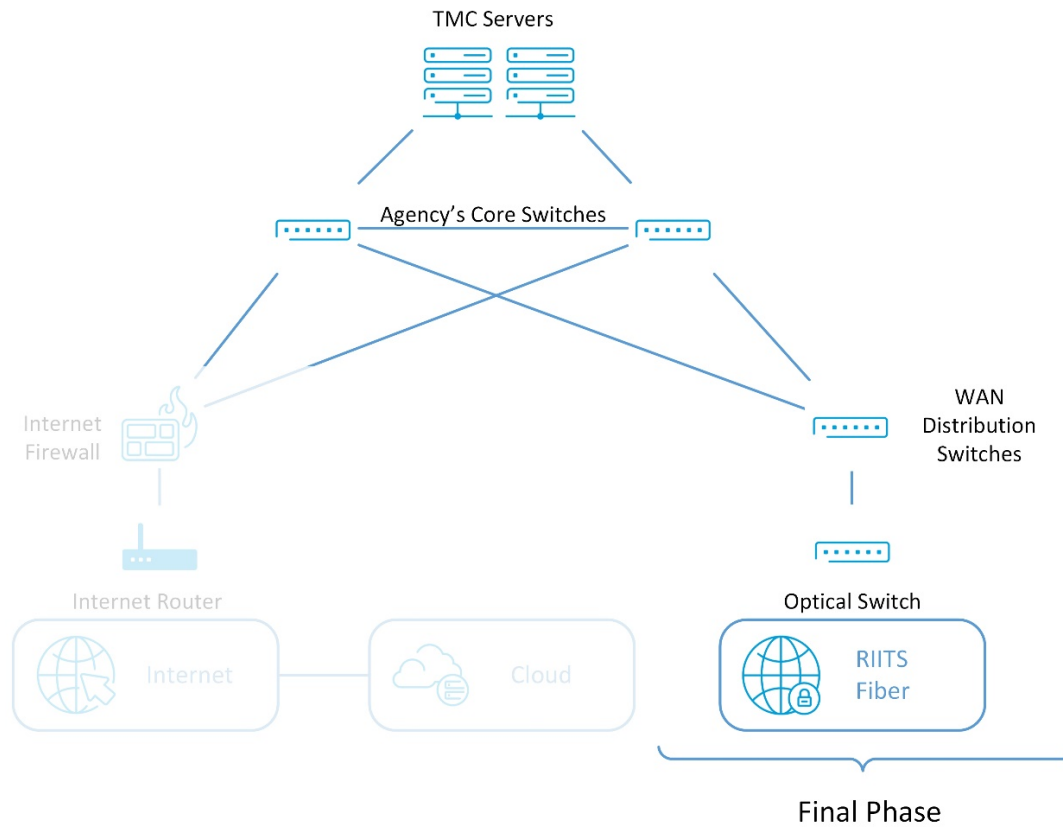 TMC Servers
Agency’s Core Switches
Internet
Firewall
WAN
Distribution
Switches
Internet Router
Optical Switch
Internet
Cloud
RIITS
Fiber
Final Phase